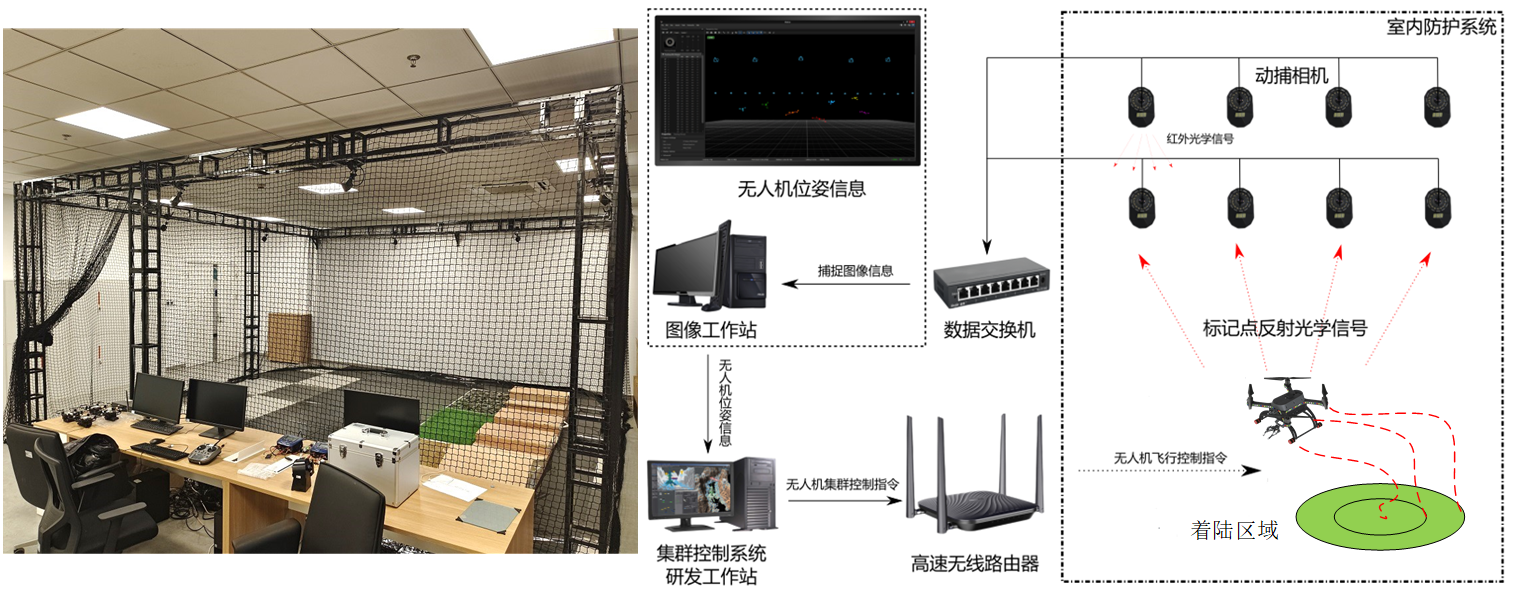 室内防护系统
动捕相机
红外光学信号
无人机位姿信息
捕捉图像信息
图像工作站
数据交换机
标记点反射光学信号
无人机位姿信息
无人机集群控制指令
无人机飞行控制指令
着陆区域
集群控制系统
研发工作站
高速无线路由器